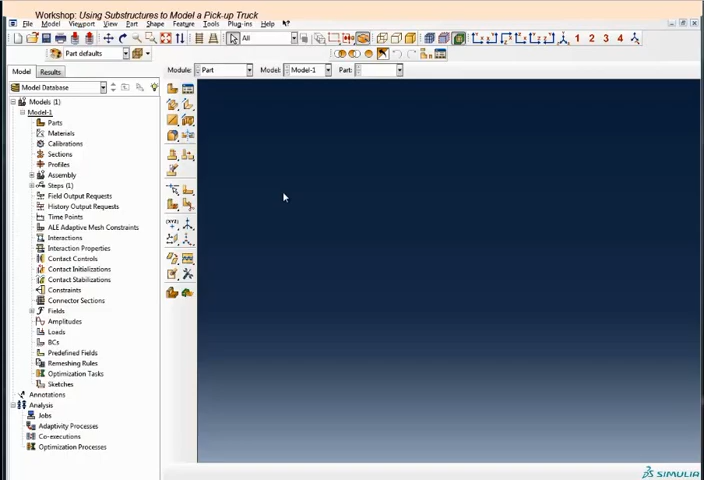 Workshop: Using Substructures to Model a Pick-up Truck
File Model Viewport View Part Shape Feature Tools Plug-ins Help
All
1 2 3 4
Part defaults
Model Results
Module: Part Model: Model-1 Part:
Model Database
Models (1)
Model-1
Parts
Materials
Calibrations
Sections
Profiles
Assembly
Steps (1)
Field Output Requests
History Output Requests
Time Points
ALE Adaptive Mesh Constraints
Interactions
Interaction Properties
Contact Controls
Contact Initializations
Contact Stabilizations
Constraints
Connector Sections
Fields
Amplitudes
Loads
BCs
Predefined Fields
Remeshing Rules
Optimization Tasks
Sketches
Annotations
Analysis
Jobs
Adaptivity Processes
Co-executions
Optimization Processes
SIMULIA